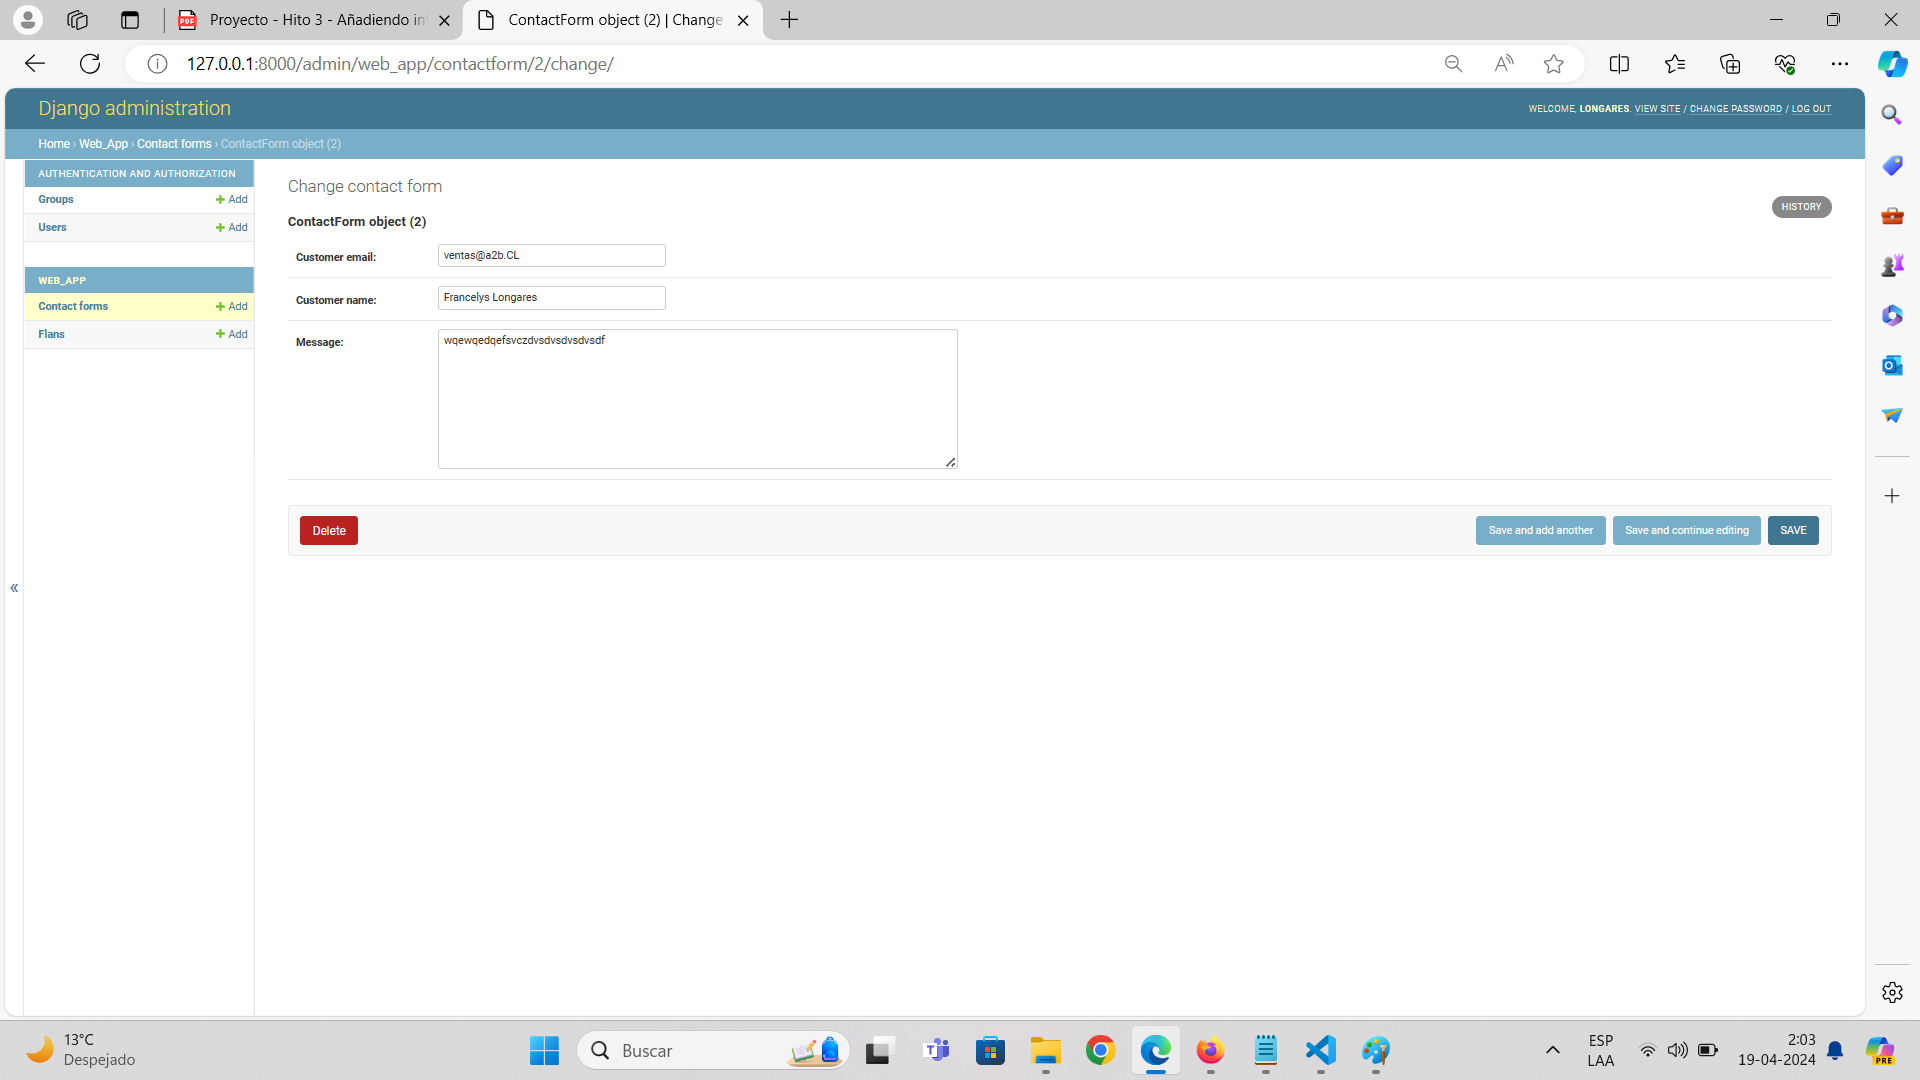 Proyecto - Hito 3 - Añadiendo in
ContactForm object (2) | Change
127.0.0.1:8000/admin/web_app/contactform/2/change/
Django administration
WELCOME, LONGARES. VIEW SITE / CHANGE PASSWORD / LOG OUT
Home › Web_App › Contact forms › ContactForm object (2)
AUTHENTICATION AND AUTHORIZATION
Groups + Add
Users + Add
WEB_APP
Contact forms + Add
Flans + Add
Change contact form
HISTORY
ContactForm object (2)
Customer email: ventas@a2b.CL
Customer name: Francelys Longares
Message: wqewqedqefsvczdvsdvsdvsdvsdf
Delete
Save and add another
Save and continue editing
SAVE
«
13°C
Despejado
Buscar
ESP
LAA
2:03
19-04-2024
PRE